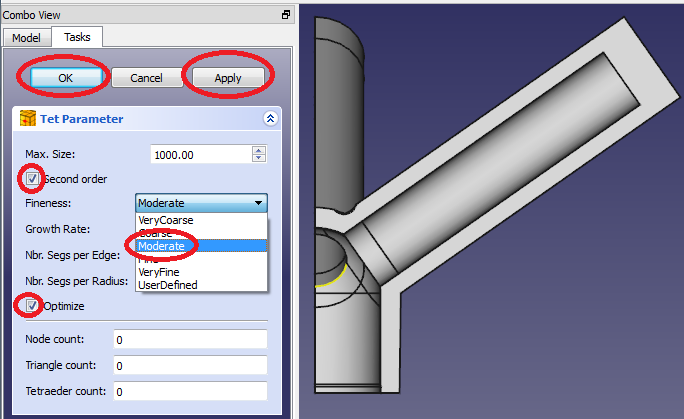 Combo View
Model Tasks
OK Cancel Apply
Tet Parameter
Max. Size: 1000.00
Second order
Fineness: Moderate
VeryCoarse
Growth Rate: Coarse
Moderate
Nbr. Segs per Edge: Fine
VeryFine
Nbr. Segs per Radius: UserDefined
Optimize
Node count: 0
Triangle count: 0
Tetraeder count: 0